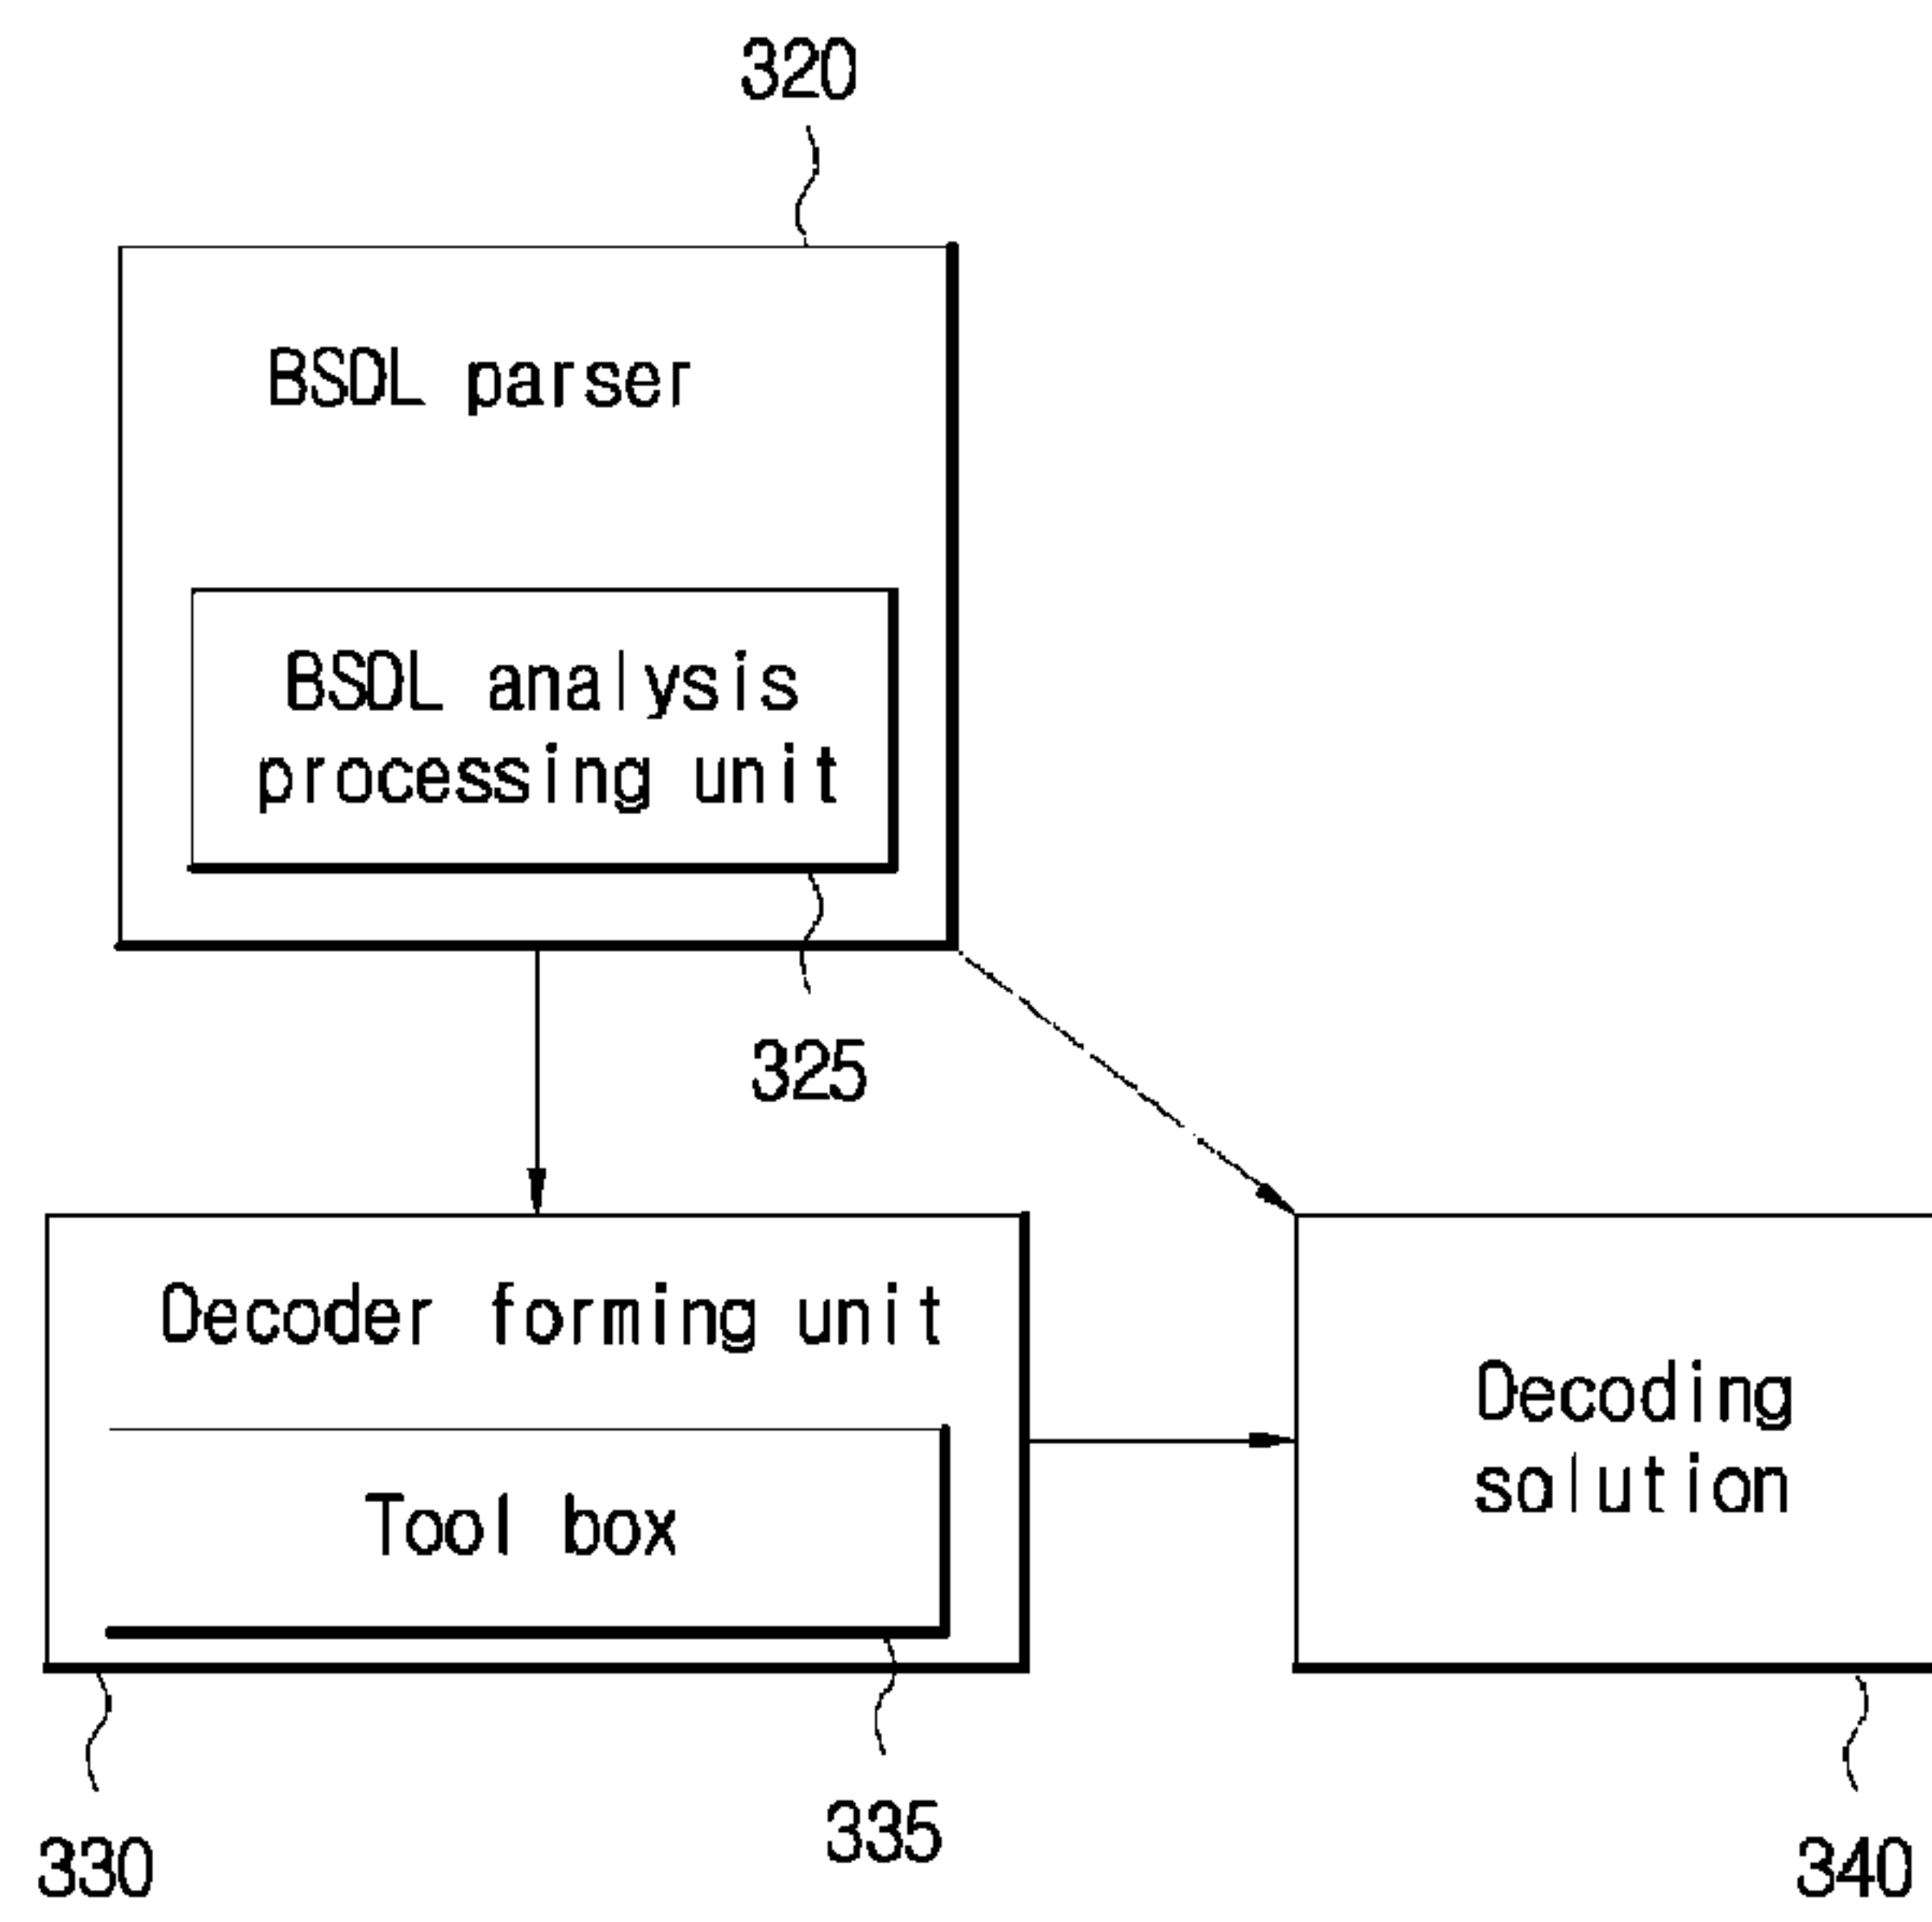 320
BSDL parser
BSDL analysis
processing unit
325
Decoder forming unit
Tool box
Decoding
solution
330
335
340